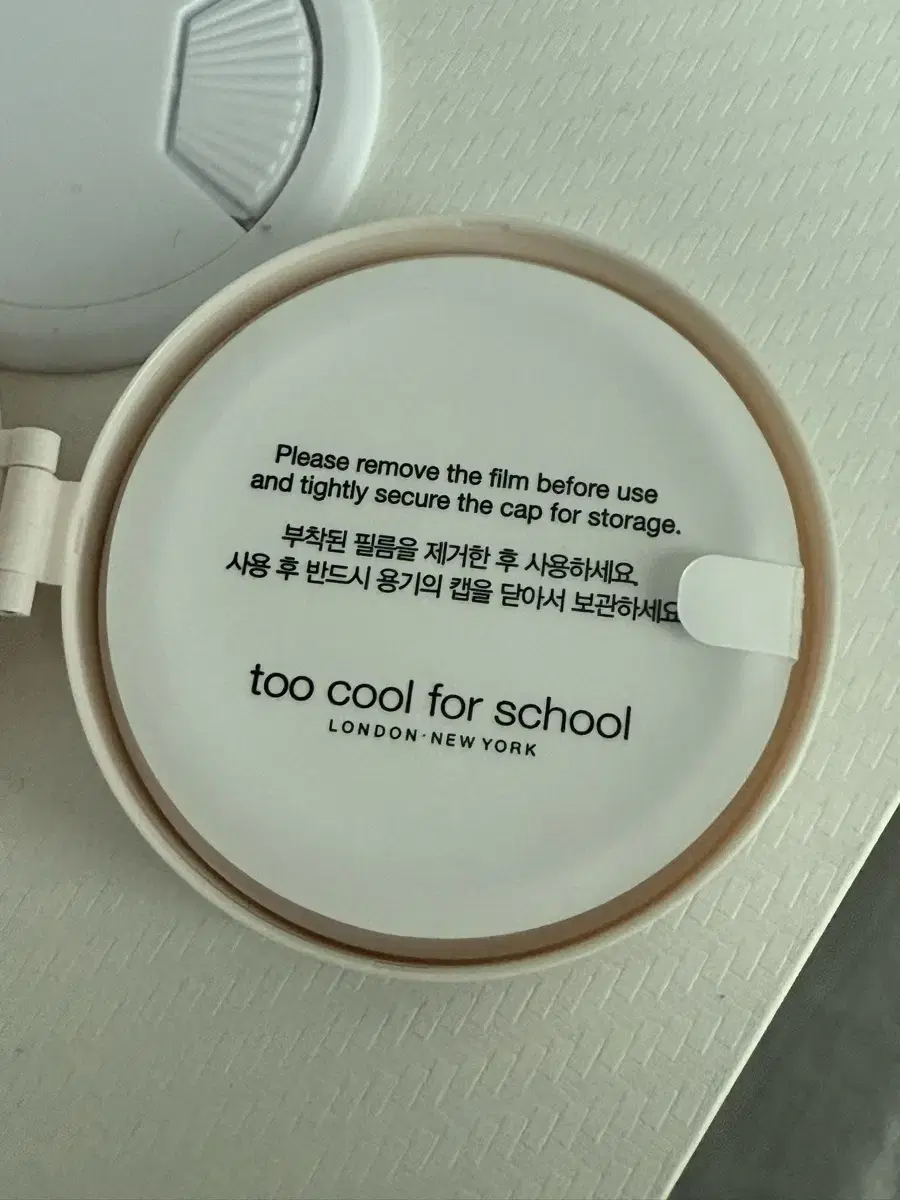 Please remove the film before use
and tightly secure the cap for storage.
부착된 필름을 제거한 후 사용하세요.
사용 후 반드시 용기의 캡을 닫아서 보관하세요
too cool for school
LONDON·NEW YORK